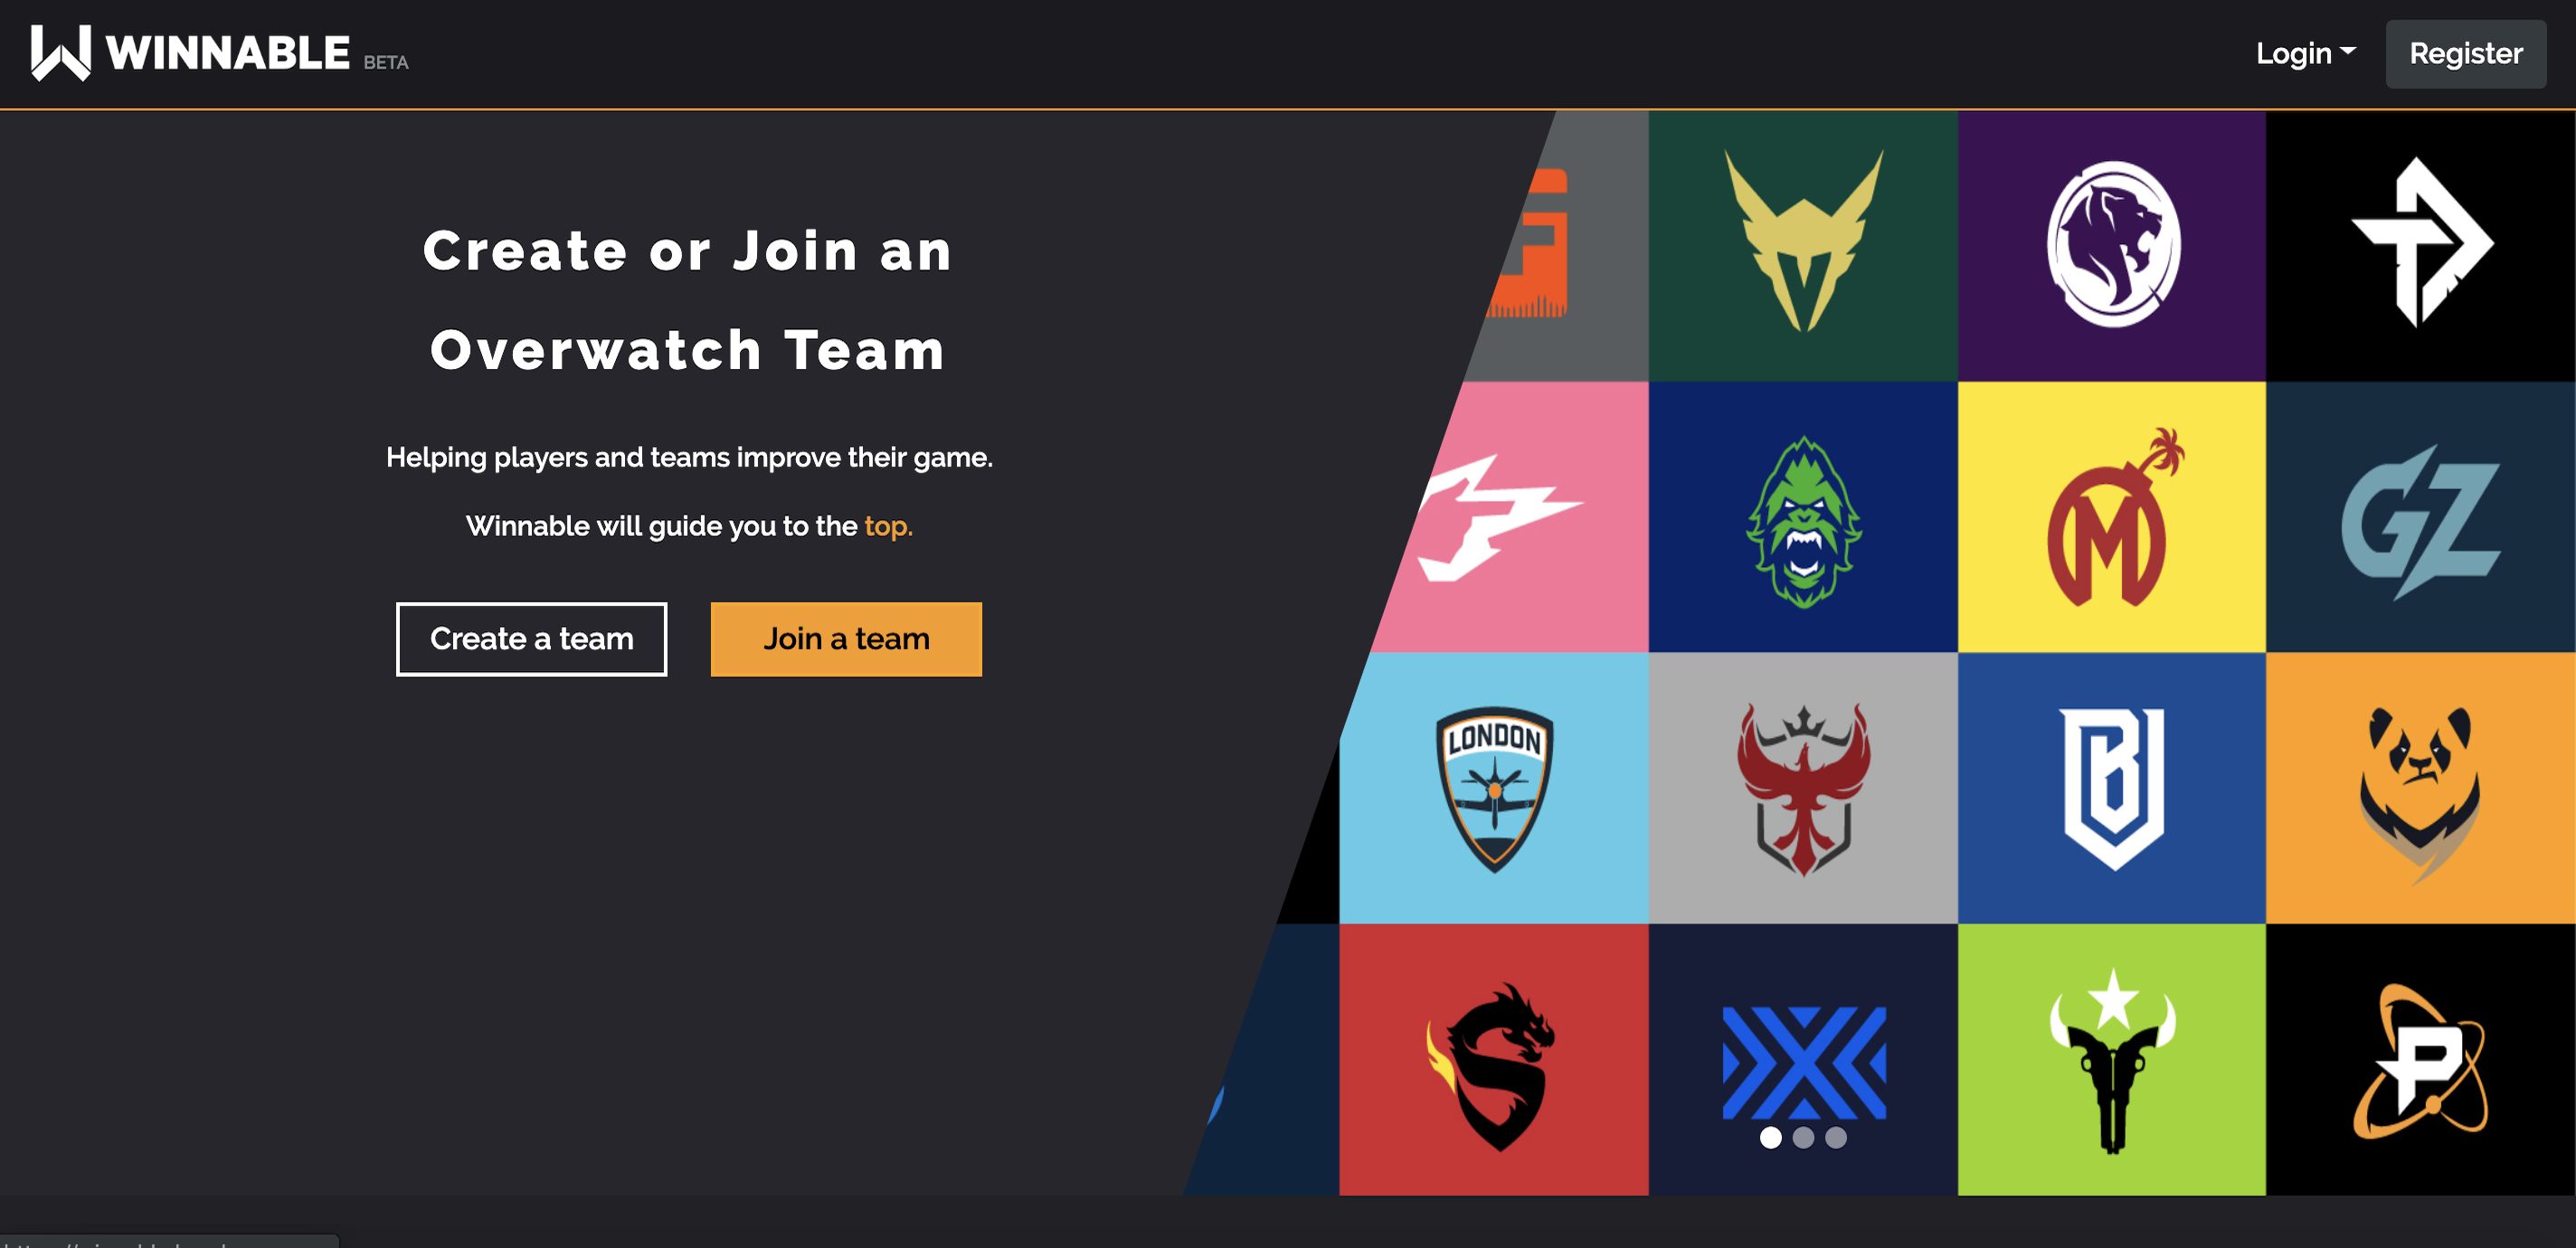 WINNABLE BETA
Login
Register
Create or Join an
Overwatch Team
Helping players and teams improve their game.
Winnable will guide you to the top.
Create a team
Join a team
M
GZ
LONDON
B
P